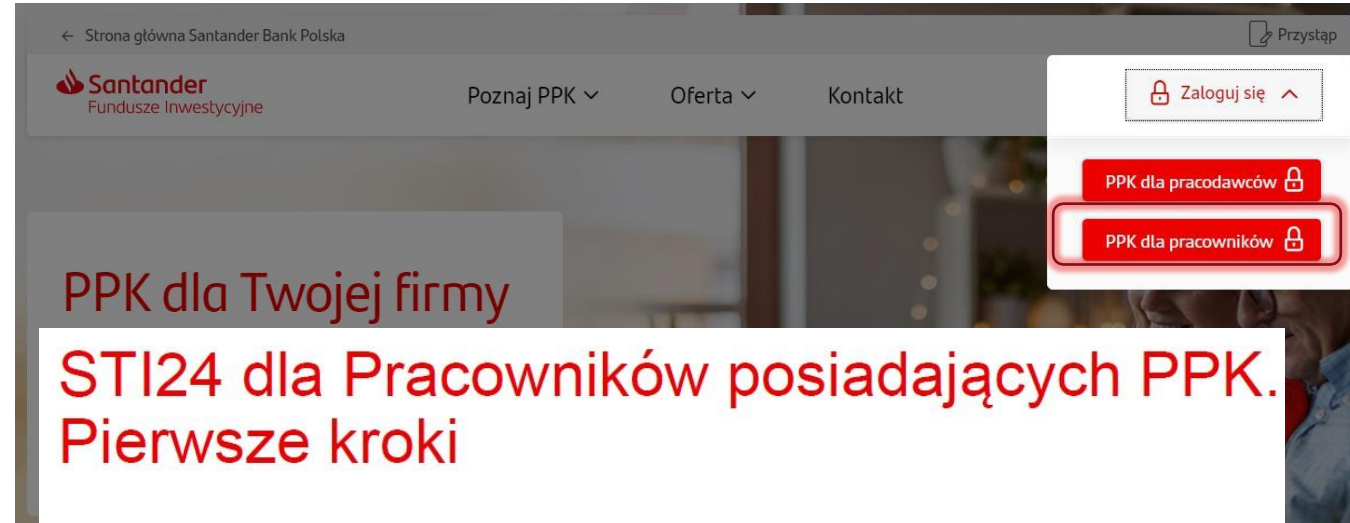 ← Strona główna Santander Bank Polska
Przystąp
Santander
Fundusze Inwestycyjne
Poznaj PPK
Oferta
Kontakt
Zaloguj się
PPK dla pracodawców
PPK dla pracowników
PPK dla Twojej firmy
STI24 dla Pracowników posiadających PPK.
Pierwsze kroki